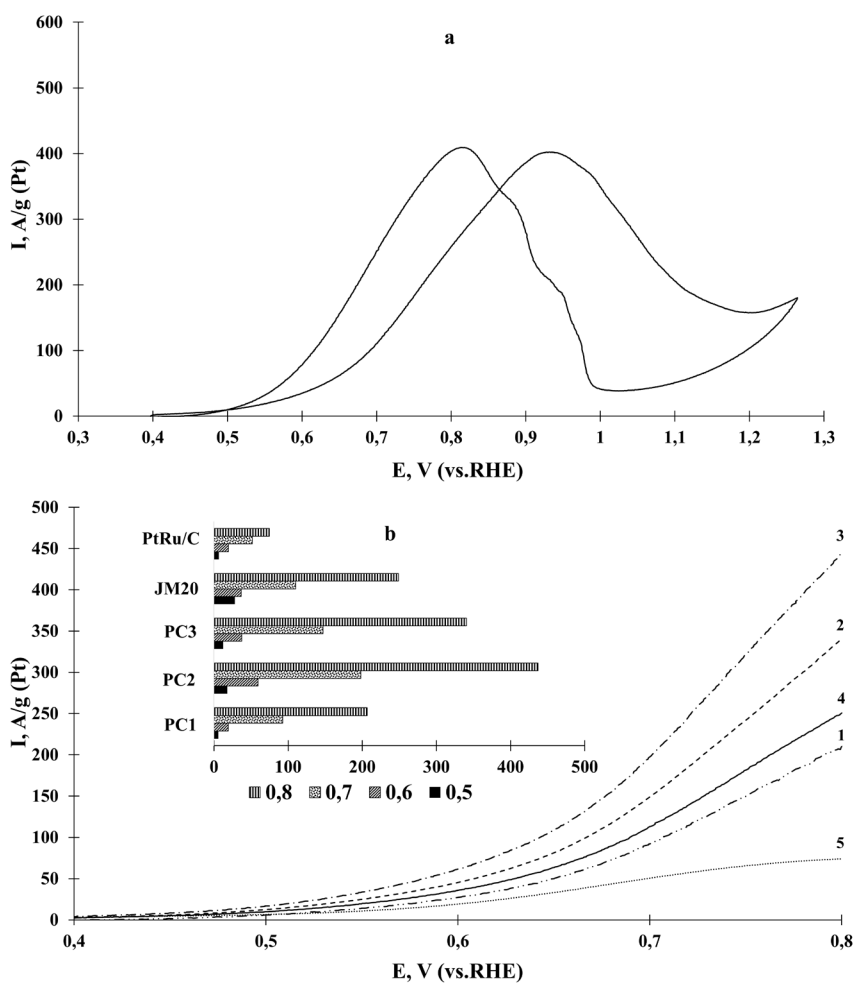 600
a
500
400
300
200
100
0
I, A/g (Pt)
0,3 0,4 0,5 0,6 0,7 0,8 0,9 1 1,1 1,2 1,3
E, V (vs.RHE)
500
450
400
350
300
250
200
150
100
50
0
I, A/g (Pt)
b
PtRu/C
JM20
PC3
PC2
PC1
0 100 200 300 400 500
0,8 0,7 0,6 0,5
3
2
4
1
5
0,4 0,5 0,6 0,7 0,8
E, V (vs.RHE)